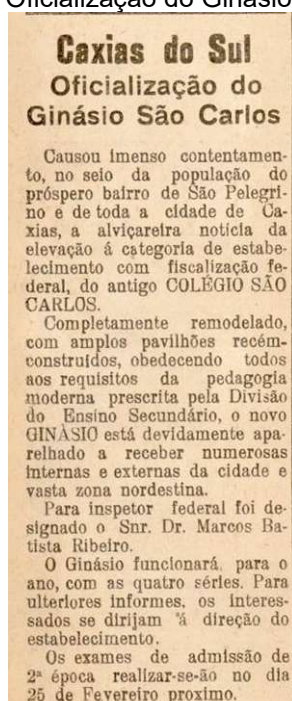 Oficialização do Ginásio
Caxias do Sul
Oficialização do
Ginásio São Carlos
Causou imenso contentamen-
to, no seio da população do
próspero bairro de São Pelegri-
no e de toda a cidade de Ca-
xias, a alviçareira notícia da
elevação á categoria de estabe-
lecimento com fiscalização fe-
deral, do antigo COLÉGIO SÃO
CARLOS.
Completamente remodelado,
com amplos pavilhões recém-
construidos, obedecendo todos
aos requisitos da pedagogia
moderna prescrita pela Divisão
do Ensino Secundário, o novo
GINÁSIO está devidamente apa-
relhado a receber numerosas
internas e externas da cidade e
vasta zona nordestina.
Para inspetor federal foi de-
signado o Snr. Dr. Marcos Ba-
tista Ribeiro.
O Ginásio funcionará, para o
ano, com as quatro séries. Para
ulteriores informes, os interes-
sados se dirijam á direção do
estabelecimento.
Os exames de admissão de
2ª época realizar-se-ão no dia
25 de Fevereiro proximo.